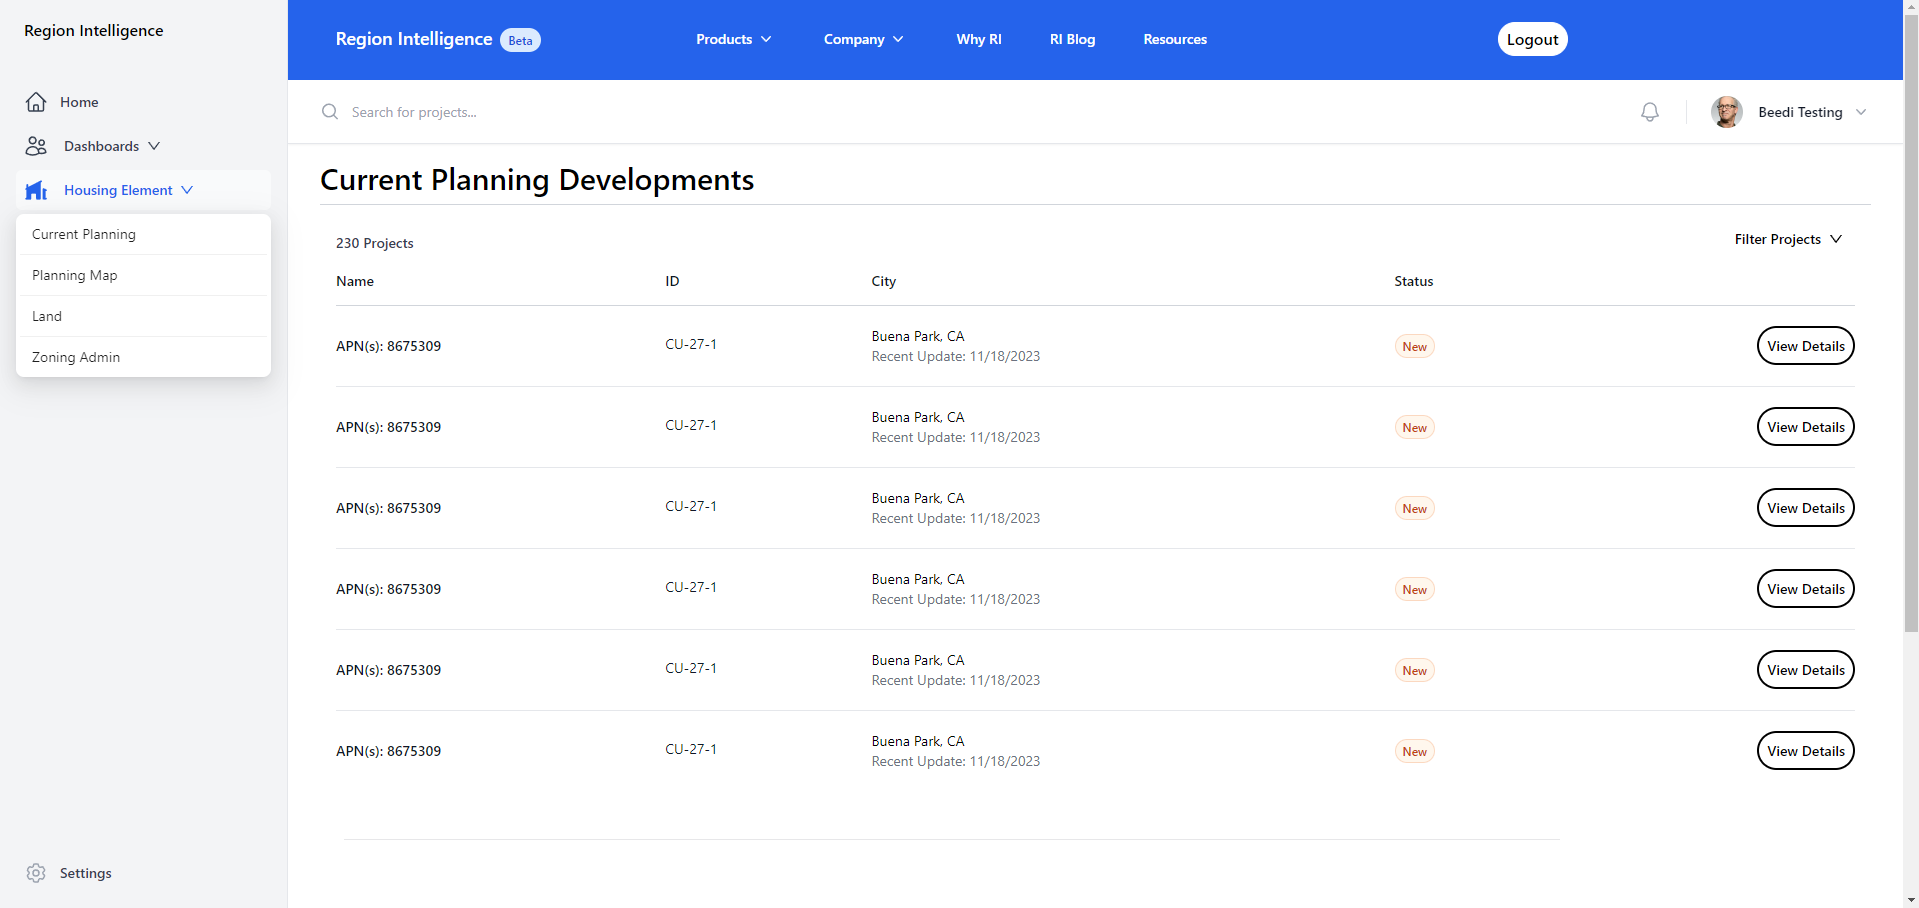 Region Intelligence
Home
Dashboards
Housing Element
Current Planning
Planning Map
Land
Zoning Admin
Settings
Region Intelligence Beta
Products Company Why RI RI Blog Resources Logout
Search for projects...
Beedi Testing
Current Planning Developments
230 Projects
Filter Projects
Name ID City Status
APN(s): 8675309 CU-27-1 Buena Park, CA New View Details
Recent Update: 11/18/2023
APN(s): 8675309 CU-27-1 Buena Park, CA New View Details
Recent Update: 11/18/2023
APN(s): 8675309 CU-27-1 Buena Park, CA New View Details
Recent Update: 11/18/2023
APN(s): 8675309 CU-27-1 Buena Park, CA New View Details
Recent Update: 11/18/2023
APN(s): 8675309 CU-27-1 Buena Park, CA New View Details
Recent Update: 11/18/2023
APN(s): 8675309 CU-27-1 Buena Park, CA New View Details
Recent Update: 11/18/2023